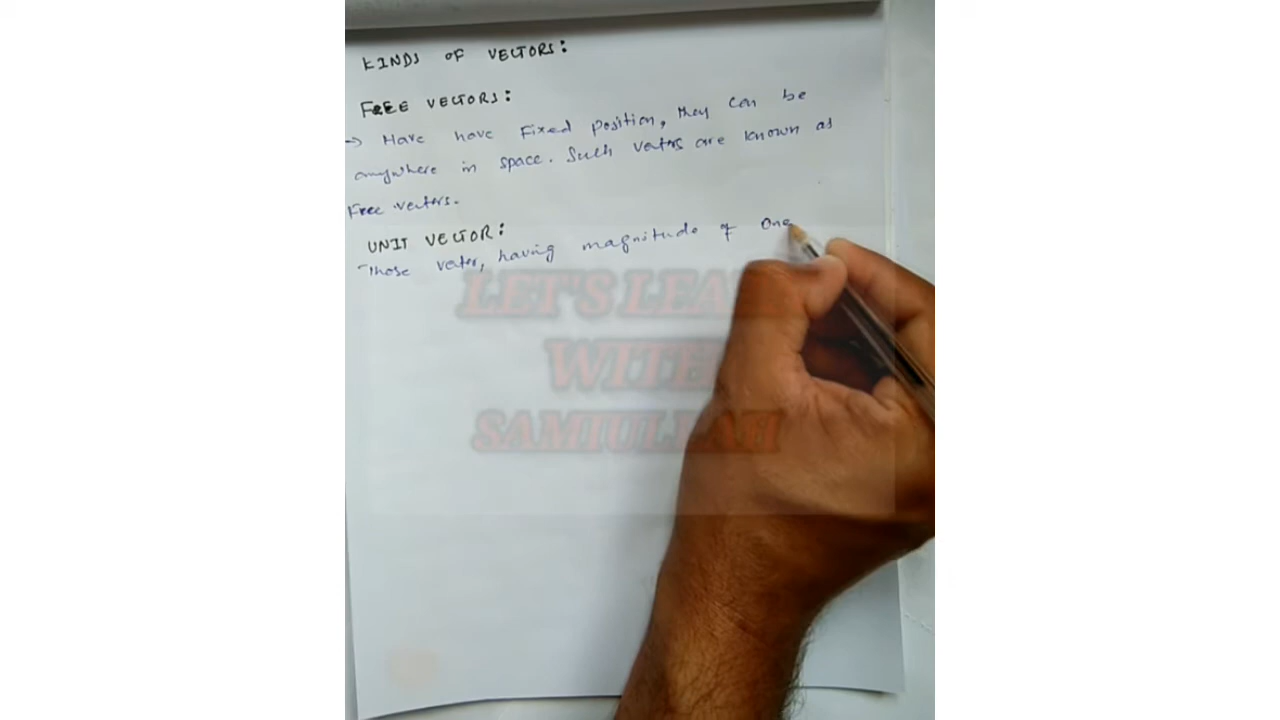 KINDS OF VECTORS:
FREE VECTORS:
→ Have have Fixed position, they can be
anywhere in space. Such vectors are known as
Free vectors.
UNIT VECTOR:
Those vector, having magnitude of One
LET'S LEA
WITH
SAMIULLAH